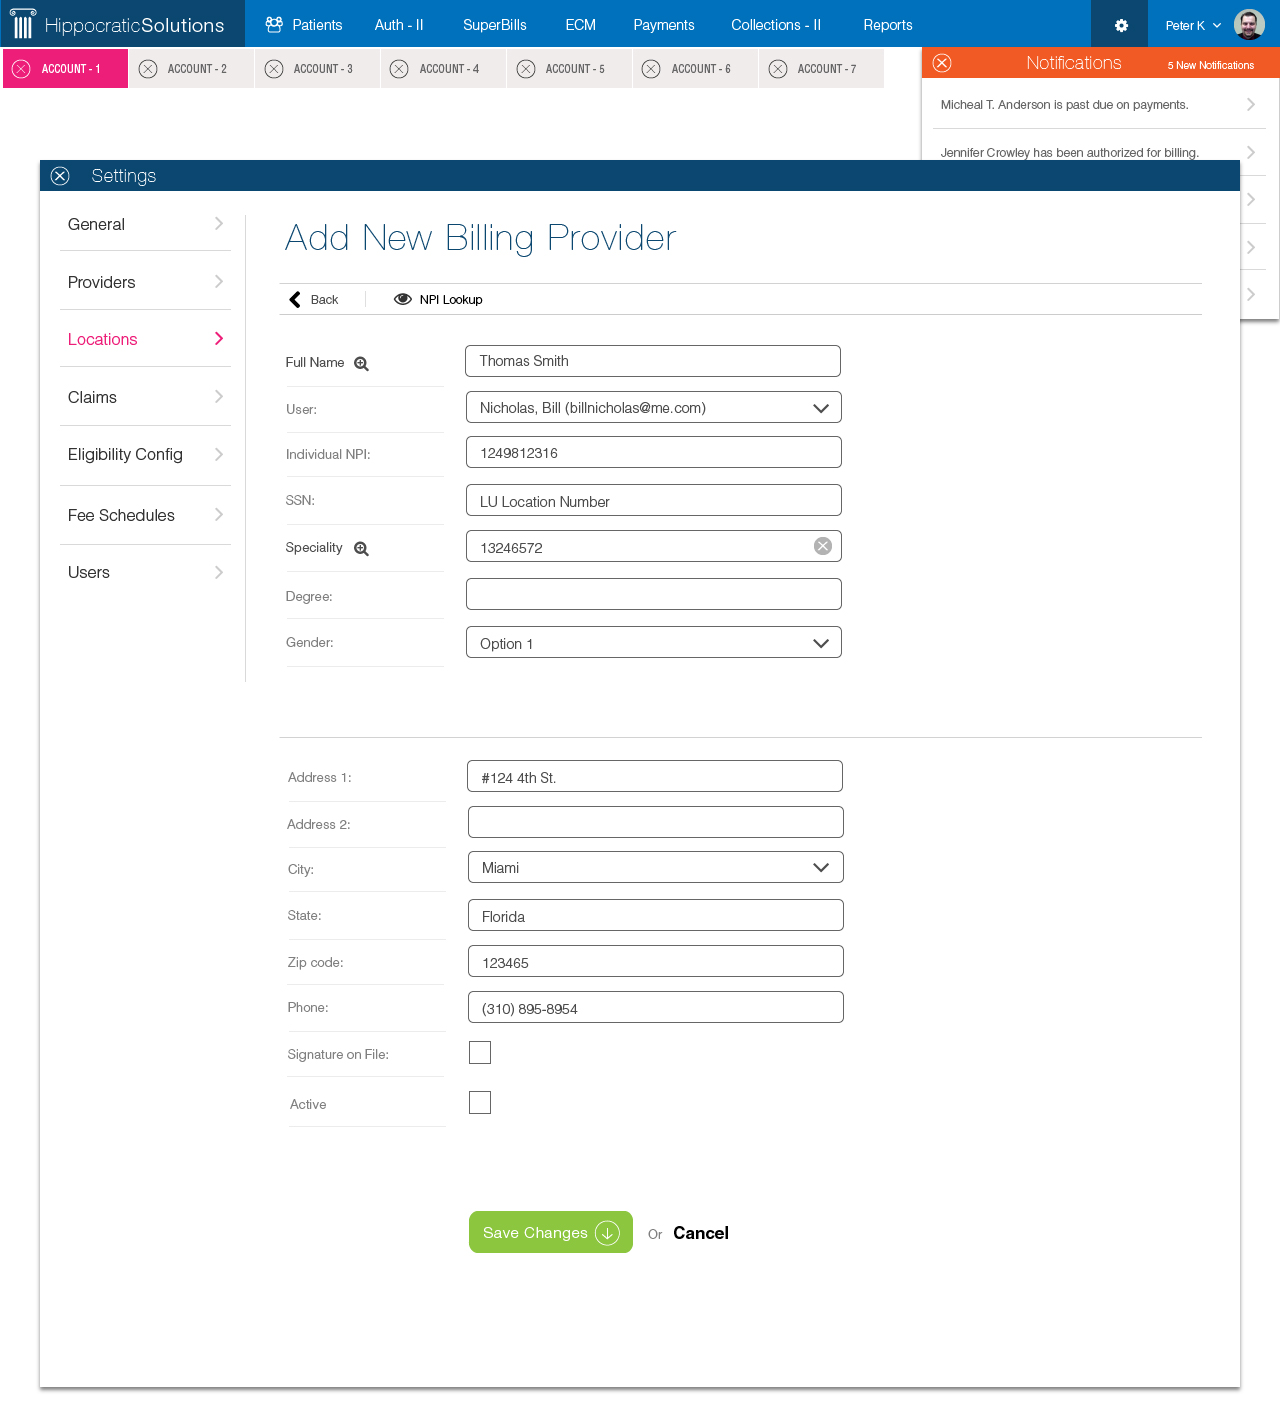 HippocraticSolutions
Patients
Auth - II
SuperBills
ECM
Payments
Collections - II
Reports
Peter K
ACCOUNT - 1
ACCOUNT - 2
ACCOUNT - 3
ACCOUNT - 4
ACCOUNT - 5
ACCOUNT - 6
ACCOUNT - 7
Notifications
5 New Notifications
Micheal T. Anderson is past due on payments.
Jennifer Crowley has been authorized for billing.
Settings
General
Providers
Locations
Claims
Eligibility Config
Fee Schedules
Users
Add New Billing Provider
Back
NPI Lookup
Full Name
Thomas Smith
User:
Nicholas, Bill (billnicholas@me.com)
Individual NPI:
1249812316
SSN:
LU Location Number
Speciality
13246572
Degree:
Gender:
Option 1
Address 1:
#124 4th St.
Address 2:
City:
Miami
State:
Florida
Zip code:
123465
Phone:
(310) 895-8954
Signature on File:
Active
Save Changes
Or
Cancel